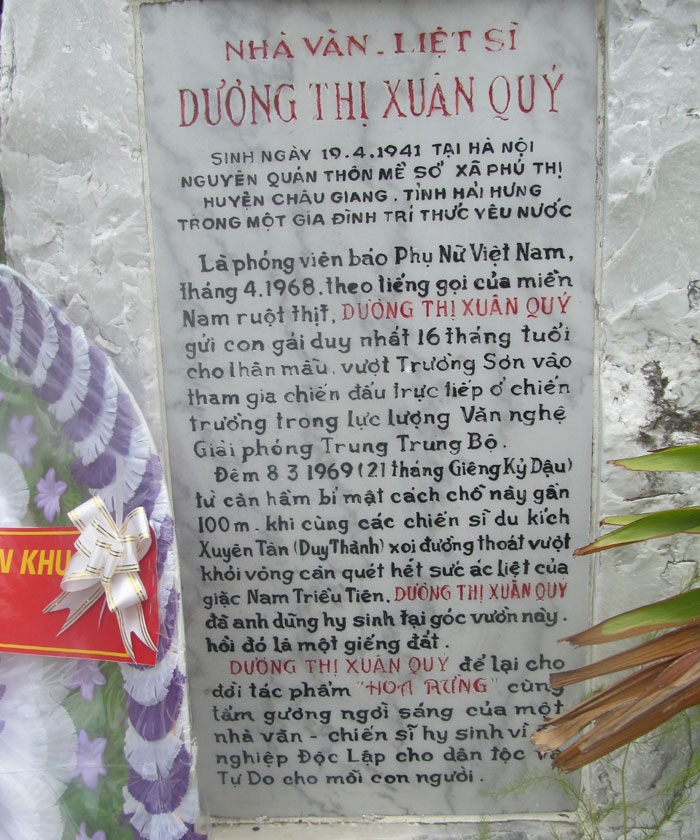 NHÀ VĂN - LIỆT SĨ
DƯƠNG THỊ XUÂN QUÝ
SINH NGÀY 19.4.1941 TẠI HÀ NỘI
NGUYÊN QUÁN THÔN MỄ SỞ XÃ PHÚ THỊ
HUYỆN CHÂU GIANG, TỈNH HẢI HƯNG
TRONG MỘT GIA ĐÌNH TRÍ THỨC YÊU NƯỚC
Là phóng viên báo Phụ Nữ Việt Nam,
tháng 4.1968. theo tiếng gọi của miền
Nam ruột thịt, DƯƠNG THỊ XUÂN QUÝ
gửi con gái duy nhất 16 tháng tuổi
cho thân mẫu, vượt Trường Sơn vào
tham gia chiến đấu trực tiếp ở chiến
trường trong lực lượng Văn nghệ
Giải phóng Trung Trung Bộ.
Đêm 8 3 1969 (21 tháng Giêng Kỷ Dậu)
từ căn hầm bí mật cách chỗ này gần
100m - khi cùng các chiến sĩ du kích
Xuyên Tân (Duy Thành) xoi đường thoát vượt
khỏi vòng càn quét hết sức ác liệt của
giặc Nam Triều Tiên. DƯƠNG THỊ XUÂN QUÝ
đã anh dũng hy sinh tại góc vườn này.
hồi đó là một giếng đất.
DƯƠNG THỊ XUÂN QUÝ để lại cho
đời tác phẩm "HOA RỪNG" cùng
tấm gương ngời sáng của một
nhà văn - chiến sĩ hy sinh vì
nghiệp Độc Lập cho dân tộc và
Tự Do cho mỗi con người.
N KHU